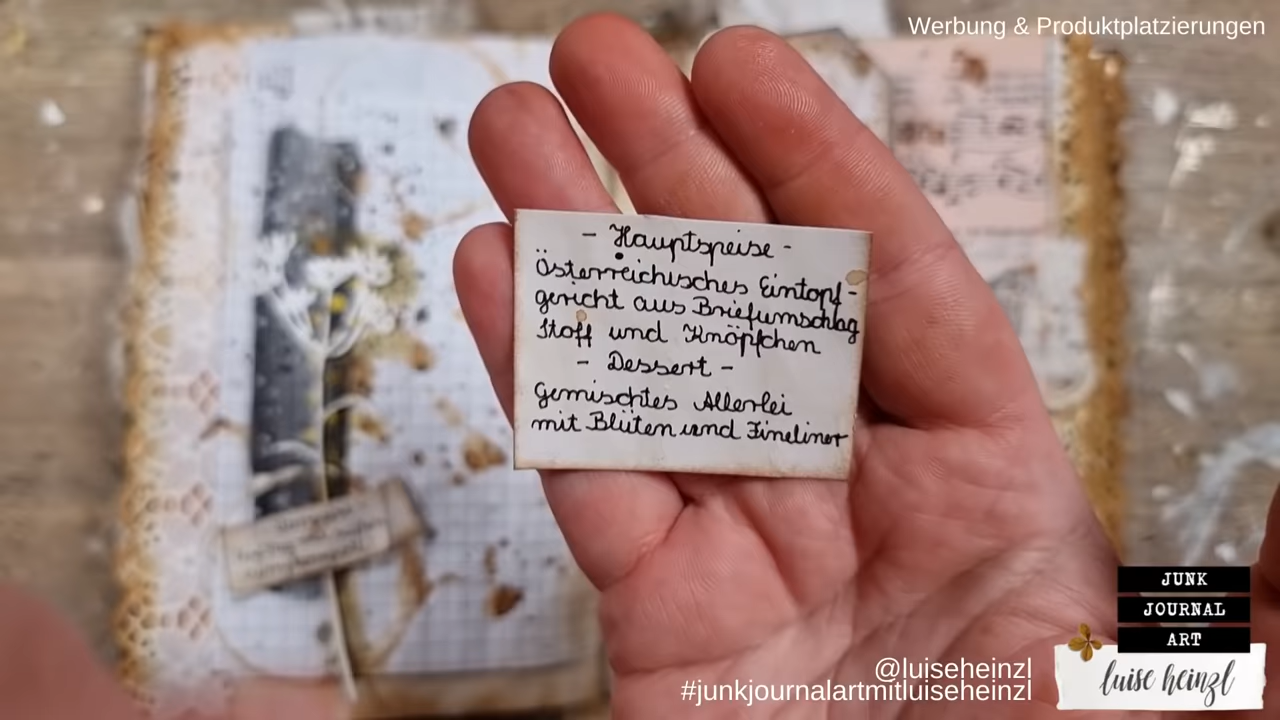 Werbung & Produktplatzierungen
- Hauptspeise -
Österreichisches Eintopf-
gericht aus Briefumschlag
Stoff und Knöpfchen
- Dessert -
Gemischtes Allerlei
mit Blüten und Fineliner
JUNK
JOURNAL
ART
luise heinzl
@luiseheinzl
#junkjournalartmitluiseheinzl